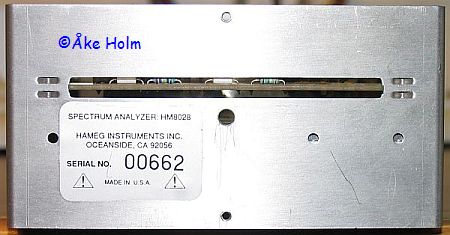 ©Åke Holm
SPECTRUM ANALYZER: HM8028
HAMEG INSTRUMENTS INC.
OCEANSIDE, CA 92056
SERIAL NO. 00662
MADE IN U.S.A.